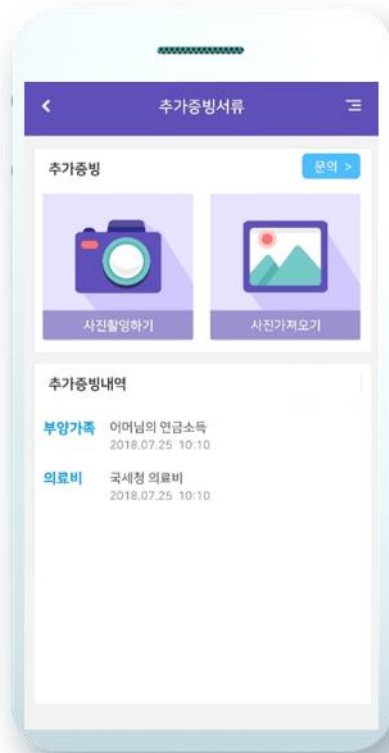 추가증빙서류
추가증빙
문의 >
사진촬영하기
사진가져오기
추가증빙내역
부양가족 어머님의 연금소득
2018.07.25 10:10
의료비 국세청 의료비
2018.07.25 10:10